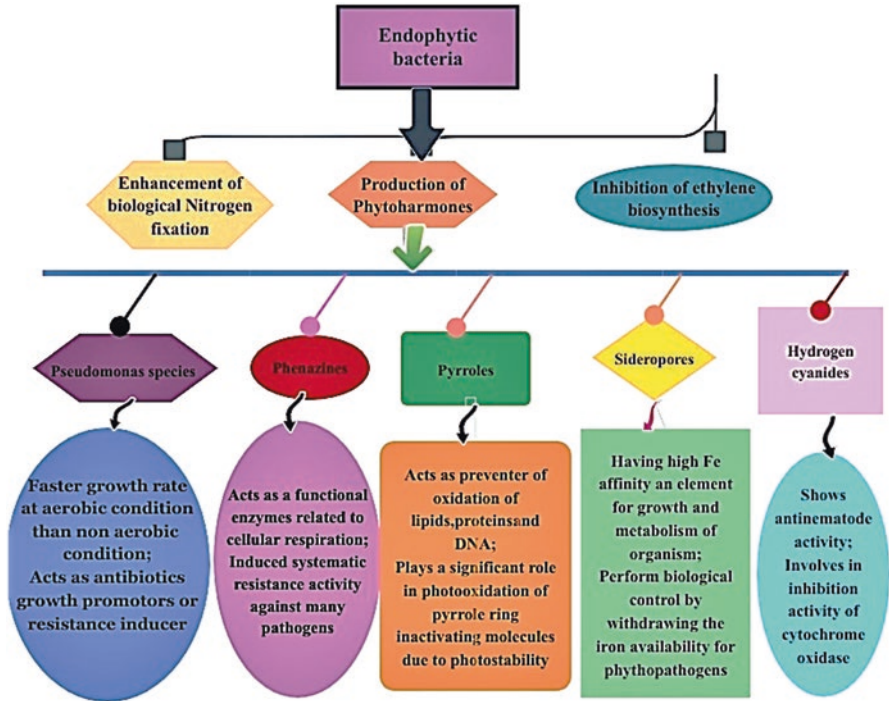 Endophytic
bacteria
Enhancement of
biological Nitrogen
fixation
Production of
Phytoharmones
Inhibition of ethylene
biosynthesis
Pseudomonas species
Phenazines
Pyrroles
Sideropores
Hydrogen
cyanides
Faster growth rate
at aerobic condition
than non aerobic
condition;
Acts as antibiotics
growth promotors or
resistance inducer
Acts as a functional
enzymes related to
cellular respiration;
Induced systematic
resistance activity
against many
pathogens
Acts as preventer of
oxidation of
lipids,proteinsand
DNA;
Plays a significant role
in photooxidation of
pyrrole ring
inactivating molecules
due to photostability
Having high Fe
affinity an element
for growth and
metabolism of
organism;
Perform biological
control by
withdrawing the
iron availability for
phythopathogens
Shows
antinematode
activity;
Involves in
inhibition
activity of
cytochrome
oxidase